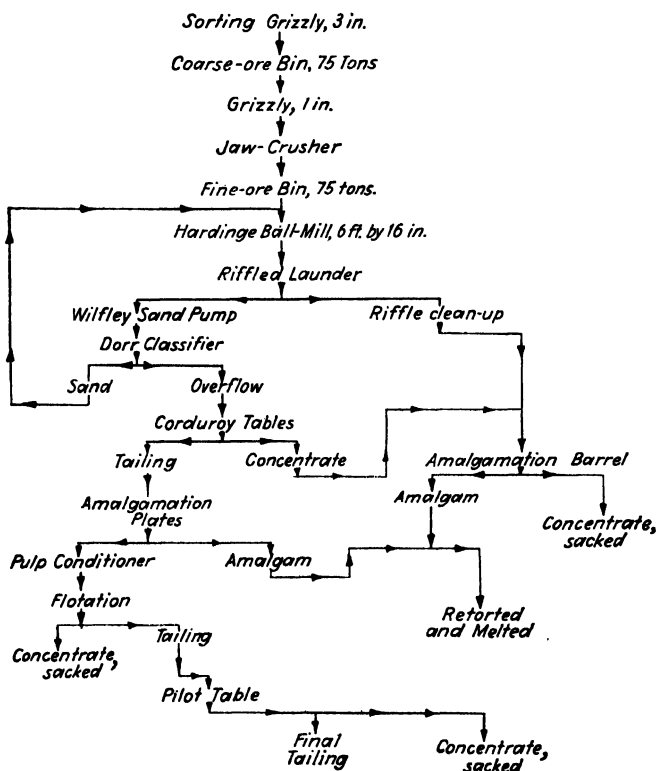 Sorting Grizzly, 3 in.
Coarse-ore Bin, 75 Tons
Grizzly, 1 in.
Jaw-Crusher
Fine-ore Bin, 75 tons.
Hardinge Ball-Mill, 6 ft. by 16 in.
Riffled Launder
Wilfley Sand Pump
Riffle clean-up
Dorr Classifier
Sand
Overflow
Corduroy Tables
Tailing
Concentrate
Amalgamation Barrel
Amalgamation
Plates
Amalgam
Concentrate,
sacked
Pulp Conditioner
Amalgam
Flotation
Retorted
and Melted
Concentrate,
sacked
Tailing
Pilot Table
Final
Tailing
Concentrate,
sacked